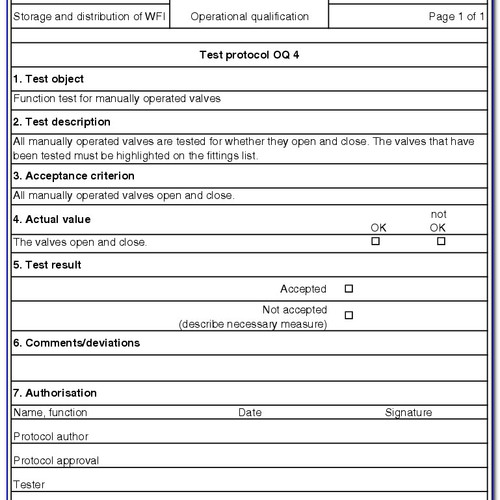 Storage and distribution of WFI Operational qualification Page 1 of 1
Test protocol OQ 4
1. Test object
Function test for manually operated valves
2. Test description
All manually operated valves are tested for whether they open and close. The valves that have
been tested must be highlighted on the fittings list.
3. Acceptance criterion
All manually operated valves open and close.
4. Actual value OK not OK
The valves open and close. ☐ ☐
5. Test result
Accepted ☐
Not accepted ☐
(describe necessary measure)
6. Comments/deviations
7. Authorisation
Name, function Date Signature
Protocol author
Protocol approval
Tester